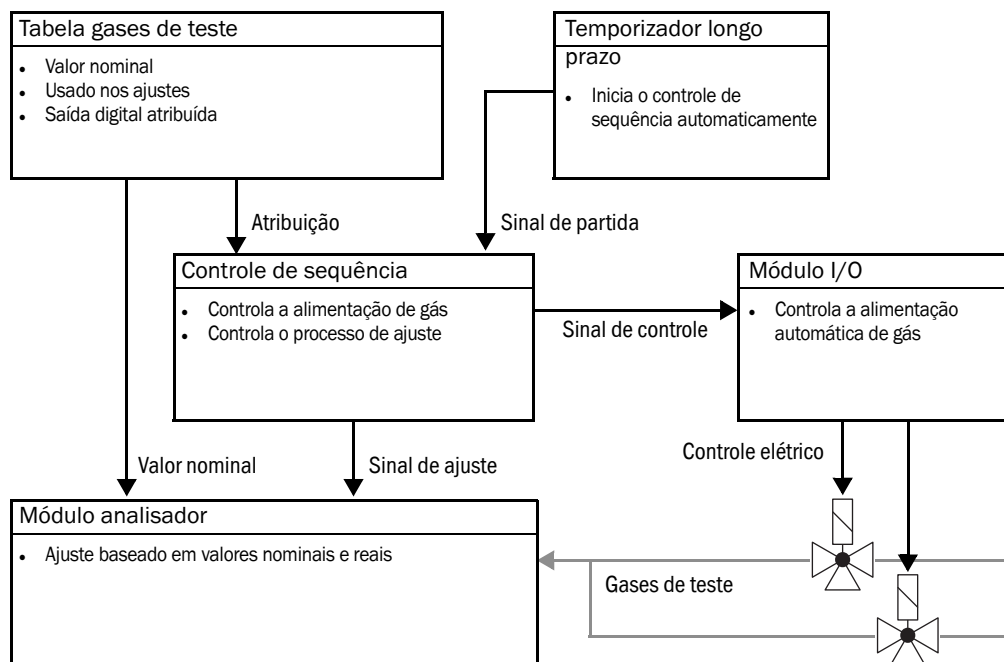 Tabela gases de teste
• Valor nominal
• Usado nos ajustes
• Saída digital atribuída
Temporizador longo
prazo
• Inicia o controle de
sequência automaticamente
Atribuição
Sinal de partida
Controle de sequência
• Controla a alimentação de gás
• Controla o processo de ajuste
Sinal de controle
Módulo I/O
• Controla a alimentação
automática de gás
Valor nominal
Sinal de ajuste
Controle elétrico
Módulo analisador
• Ajuste baseado em valores nominais e reais
Gases de teste